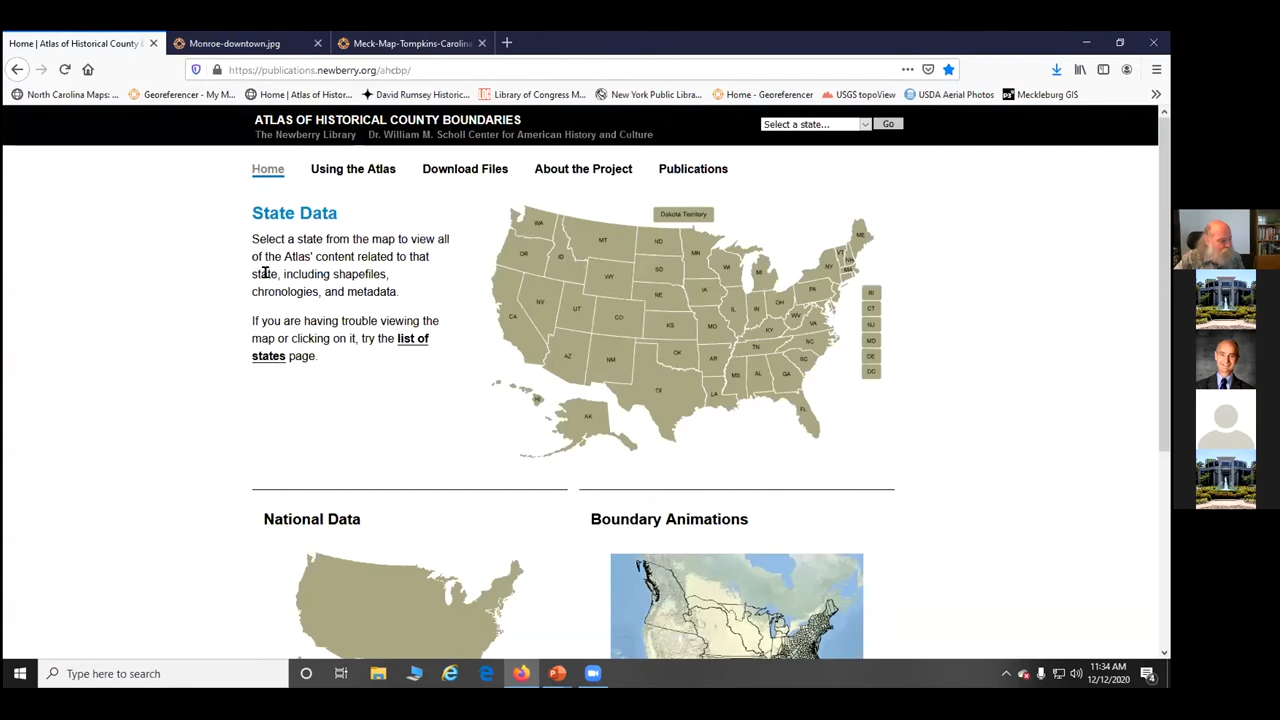 Home | Atlas of Historical County B
Monroe-downtown.jpg
Meck-Map-Tompkins-Carolina
https://publications.newberry.org/ahcbp/
North Carolina Maps: ...
Georeferencer - My M...
Home | Atlas of Histor...
David Rumsey Historic...
Library of Congress M...
New York Public Libra...
Home - Georeferencer
USGS topoView
USDA Aerial Photos
Meckleburg GIS
ATLAS OF HISTORICAL COUNTY BOUNDARIES
The Newberry Library Dr. William M. Scholl Center for American History and Culture
Select a state...
Go
Home
Using the Atlas
Download Files
About the Project
Publications
State Data
Select a state from the map to view all
of the Atlas' content related to that
state, including shapefiles,
chronologies, and metadata.
If you are having trouble viewing the
map or clicking on it, try the list of
states page.
Dakota Territory
WA
MT
ND
MN
ME
OR
ID
WY
SD
WI
MI
NY
VT
NH
MA
NV
UT
CO
NE
IA
IL
IN
OH
PA
RI
CT
NJ
MD
DE
DC
CA
KS
MO
KY
WV
VA
AZ
NM
OK
AR
TN
NC
SC
TX
LA
MS
AL
GA
FL
HI
AK
National Data
Boundary Animations
Type here to search
11:34 AM
12/12/2020
4